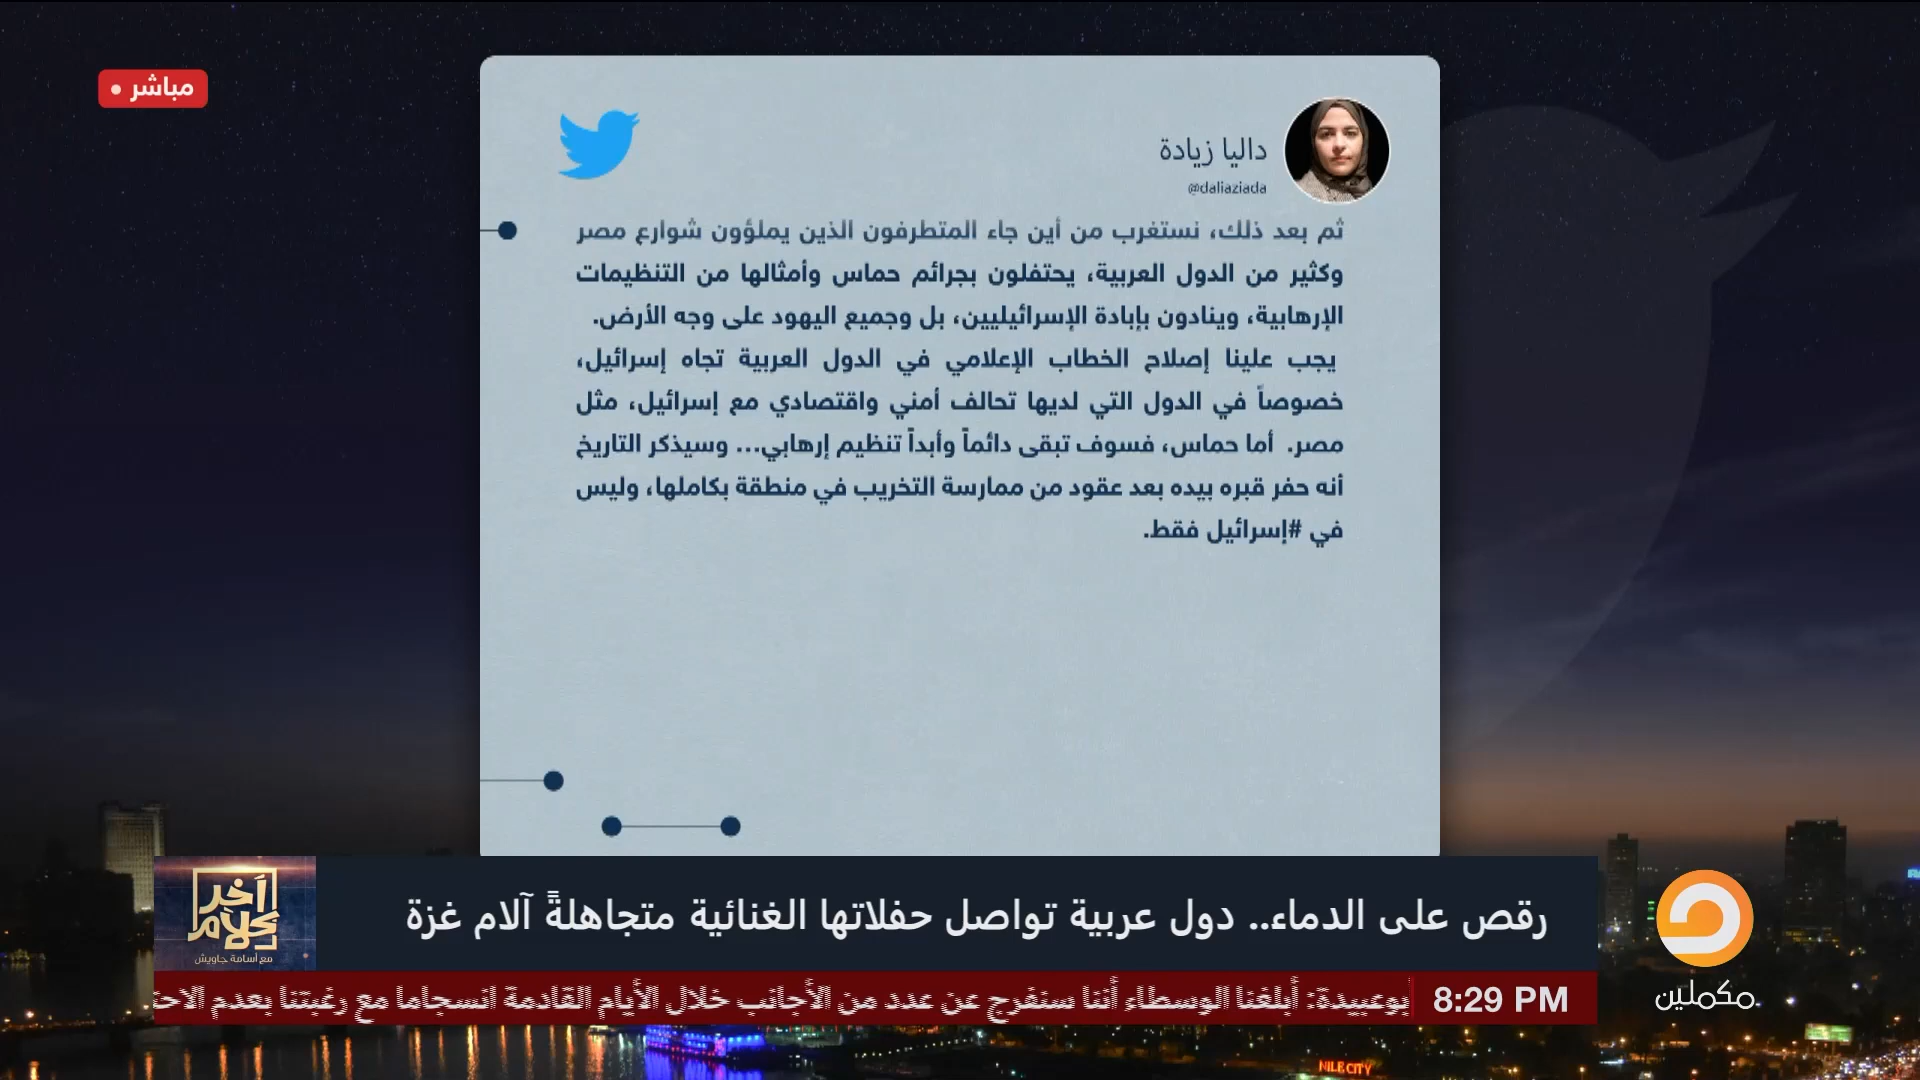 مباشر
داليا زيادة
@daliaziada
ثم بعد ذلك، نستغرب من أين جاء المتطرفون الذين يملؤون شوارع مصر
وكثير من الدول العربية، يحتفلون بجرائم حماس وأمثالها من التنظيمات
الإرهابية، وينادون بإبادة الإسرائيليين، بل وجميع اليهود على وجه الأرض.
يجب علينا إصلاح الخطاب الإعلامي في الدول العربية تجاه إسرائيل،
خصوصاً في الدول التي لديها تحالف أمني واقتصادي مع إسرائيل، مثل
مصر. أما حماس، فسوف تبقى دائماً وأبداً تنظيم إرهابي... وسيذكر التاريخ
أنه حفر قبره بيده بعد عقود من ممارسة التخريب في منطقة بكاملها، وليس
في #إسرائيل فقط.
آخر
كلام
مع أسامة جاويش
رقص على الدماء.. دول عربية تواصل حفلاتها الغنائية متجاهلةً آلام غزة
بوعبيدة: أبلغنا الوسطاء أننا سنفرج عن عدد من الأجانب خلال الأيام القادمة انسجاما مع رغبتنا بعدم
8:29 PM
مكملين
NILE CITY